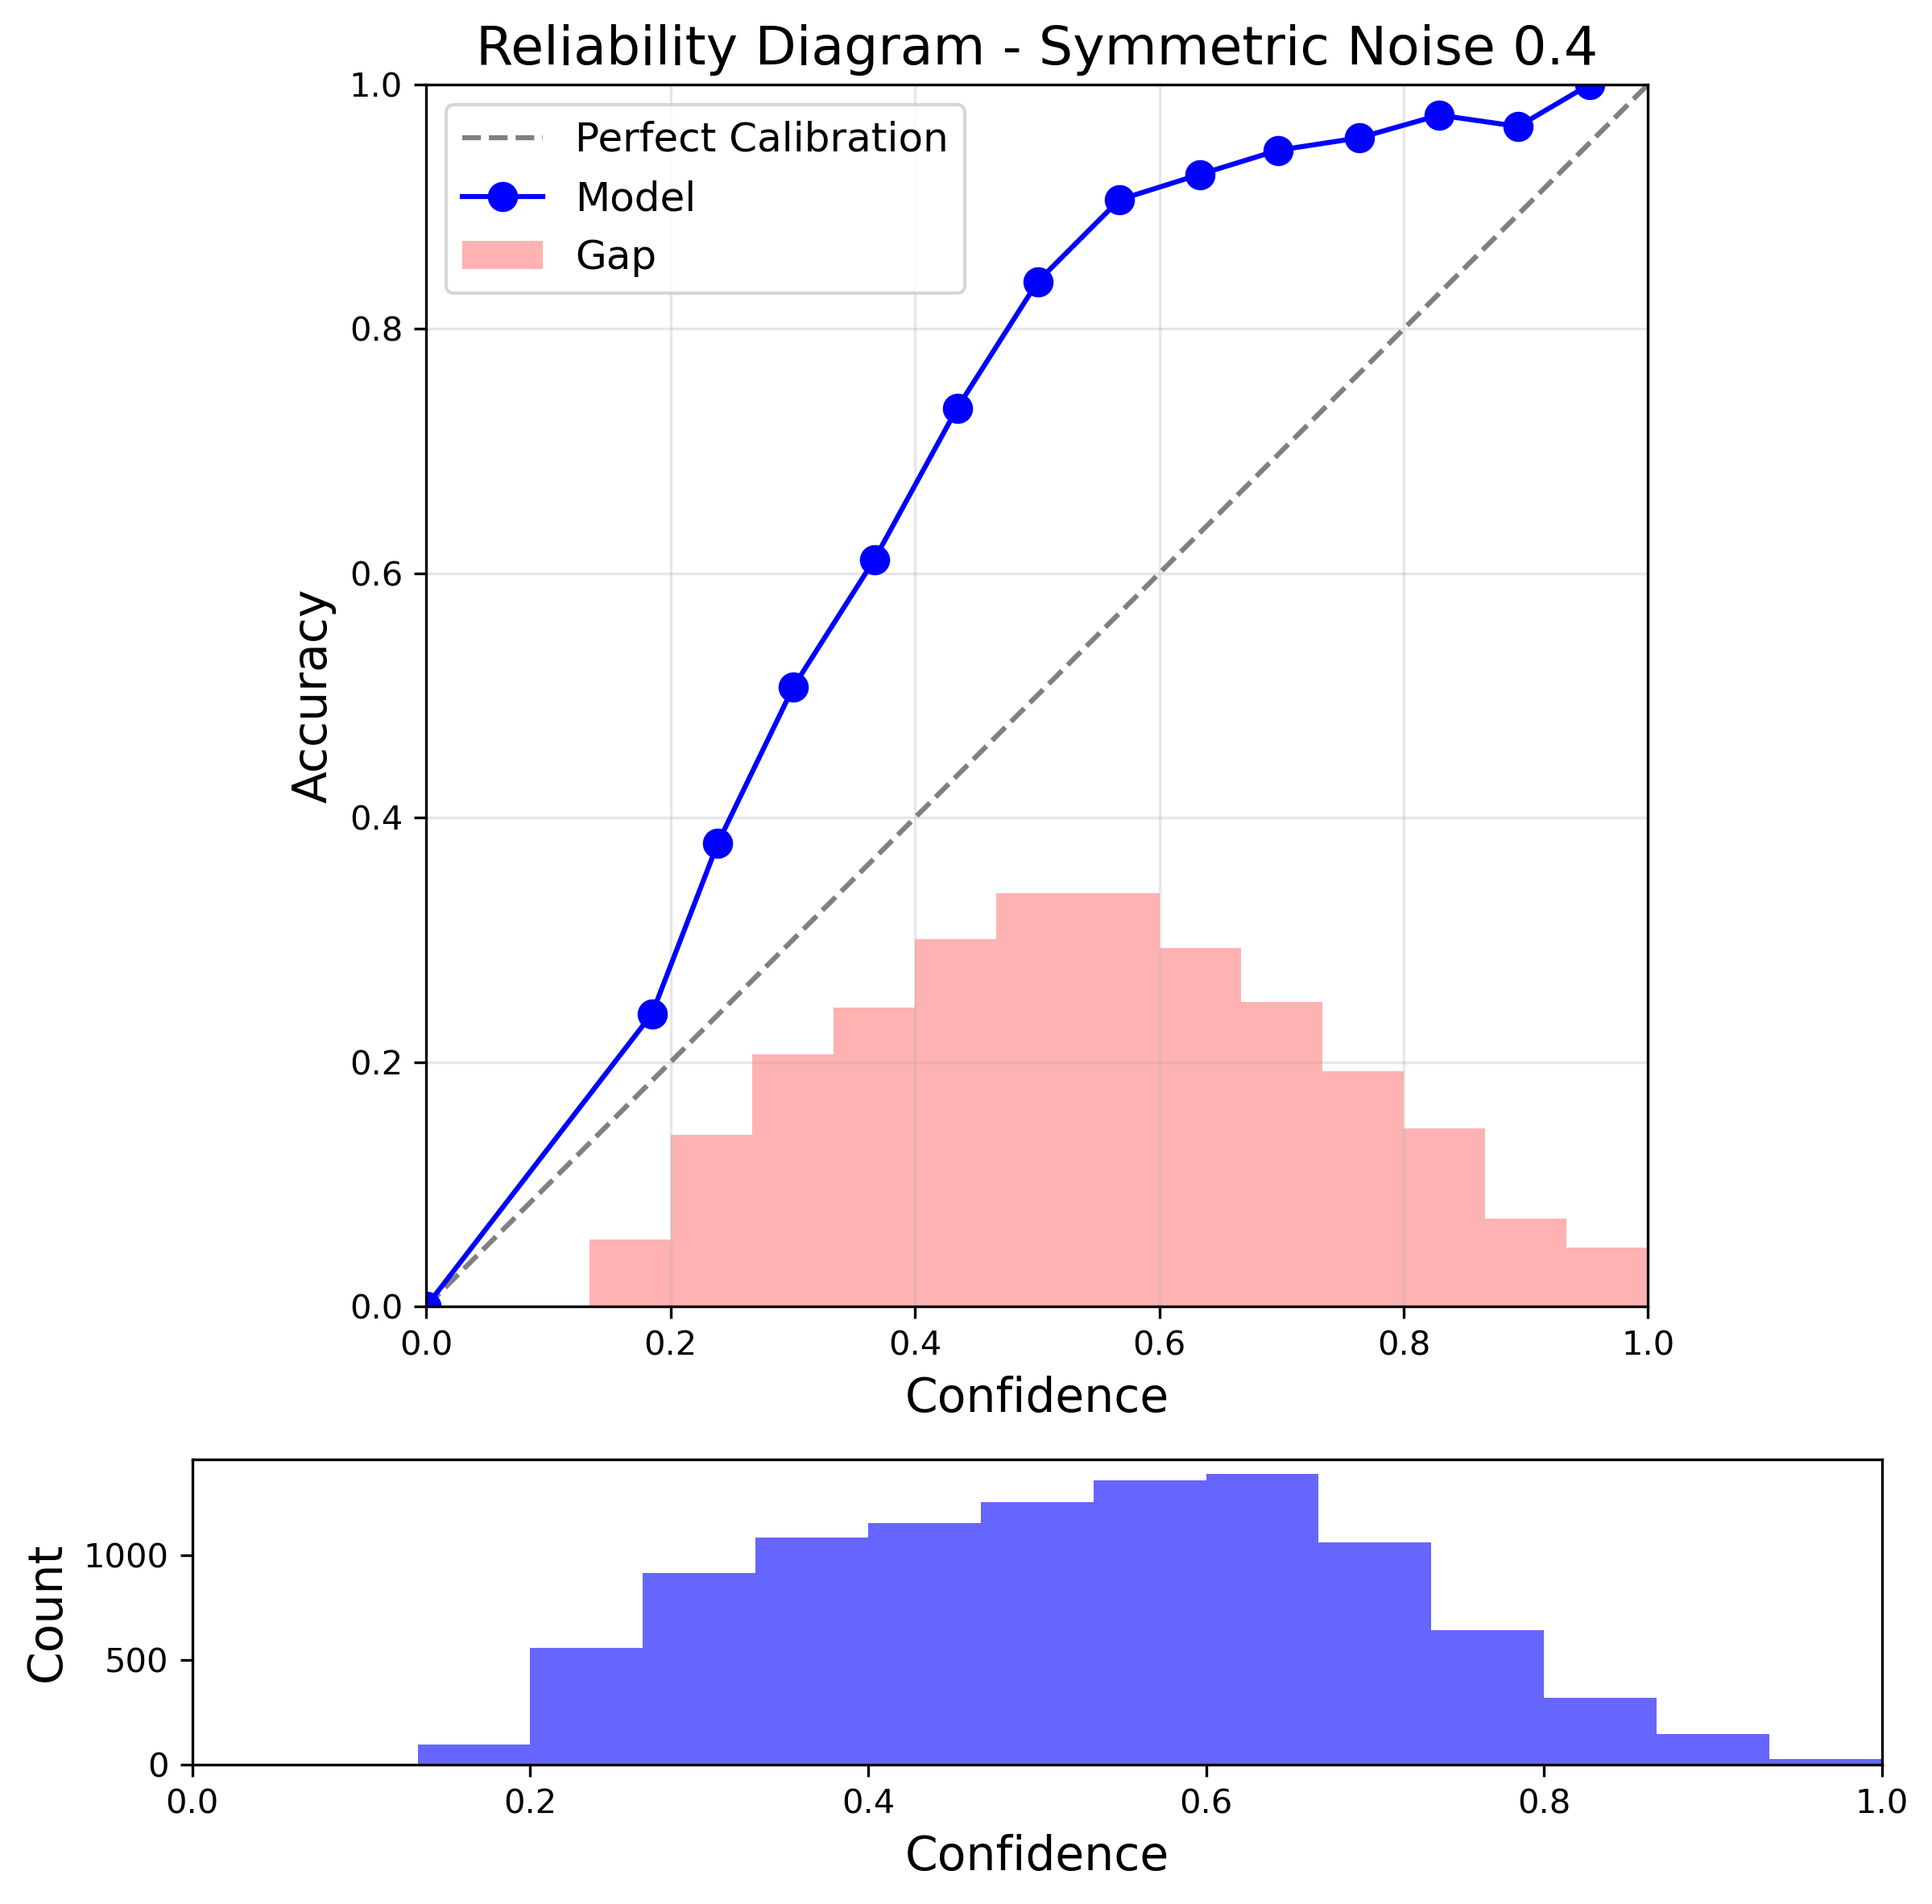 Reliability Diagram - Symmetric Noise 0.4
Perfect Calibration
Model
Gap
Accuracy
1.0
0.8
0.6
0.4
0.2
0.0
0.0 0.2 0.4 0.6 0.8 1.0
Confidence
Count
1000
500
0
0.0 0.2 0.4 0.6 0.8 1.0
Confidence